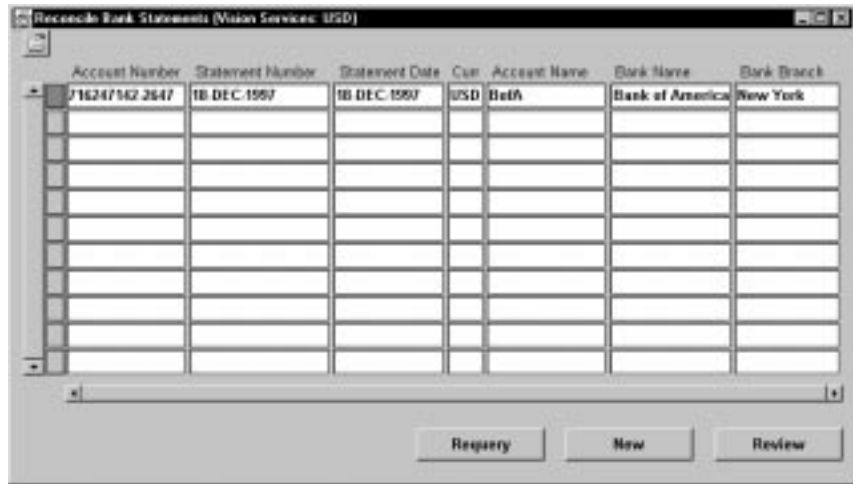 Reconcile Bank Statements (Vision Services: USD)
Account Number Statement Number Statement Date Curr Account Name Bank Name Bank Branch
716247142-2647 18-DEC-1997 18-DEC-1997 USD BofA Bank of America New York
Requery New Review